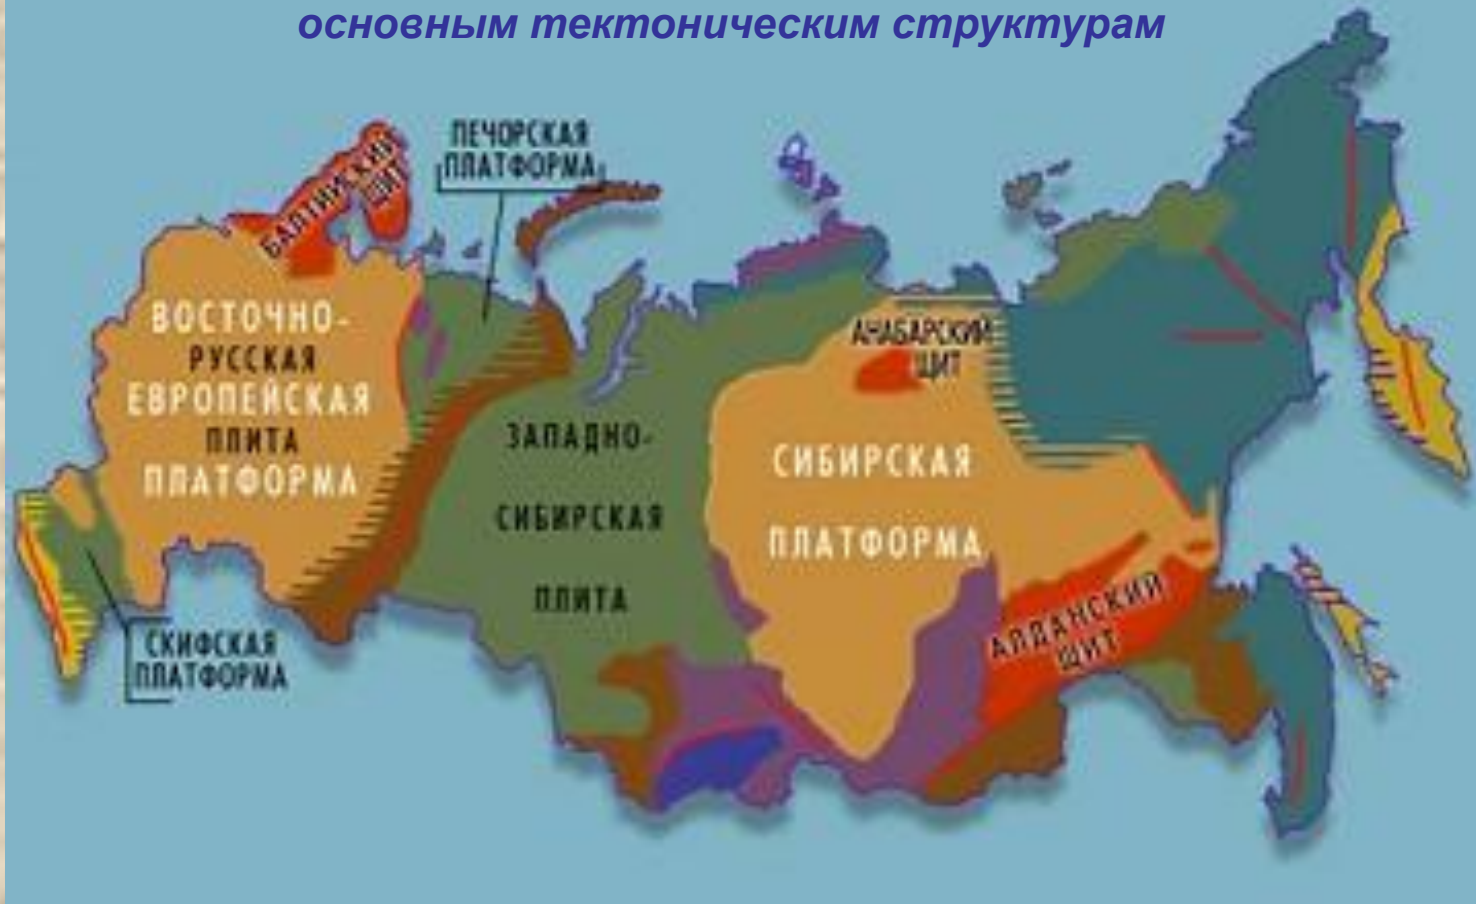 основным тектоническим структурам
ПЕЧОРСКАЯ
ПЛАТФОРМА
БАЛТИЙСКИЙ
ЩИТ
ВОСТОЧНО-
РУССКАЯ
ЕВРОПЕЙСКАЯ
ПЛИТА
ПЛАТФОРМА
АНАБАРСКИЙ
ЩИТ
ЗАПАДНО-
СИБИРСКАЯ
ПЛИТА
СИБИРСКАЯ
ПЛАТФОРМА
АЛДАНСКИЙ
ЩИТ
СКИФСКАЯ
ПЛАТФОРМА